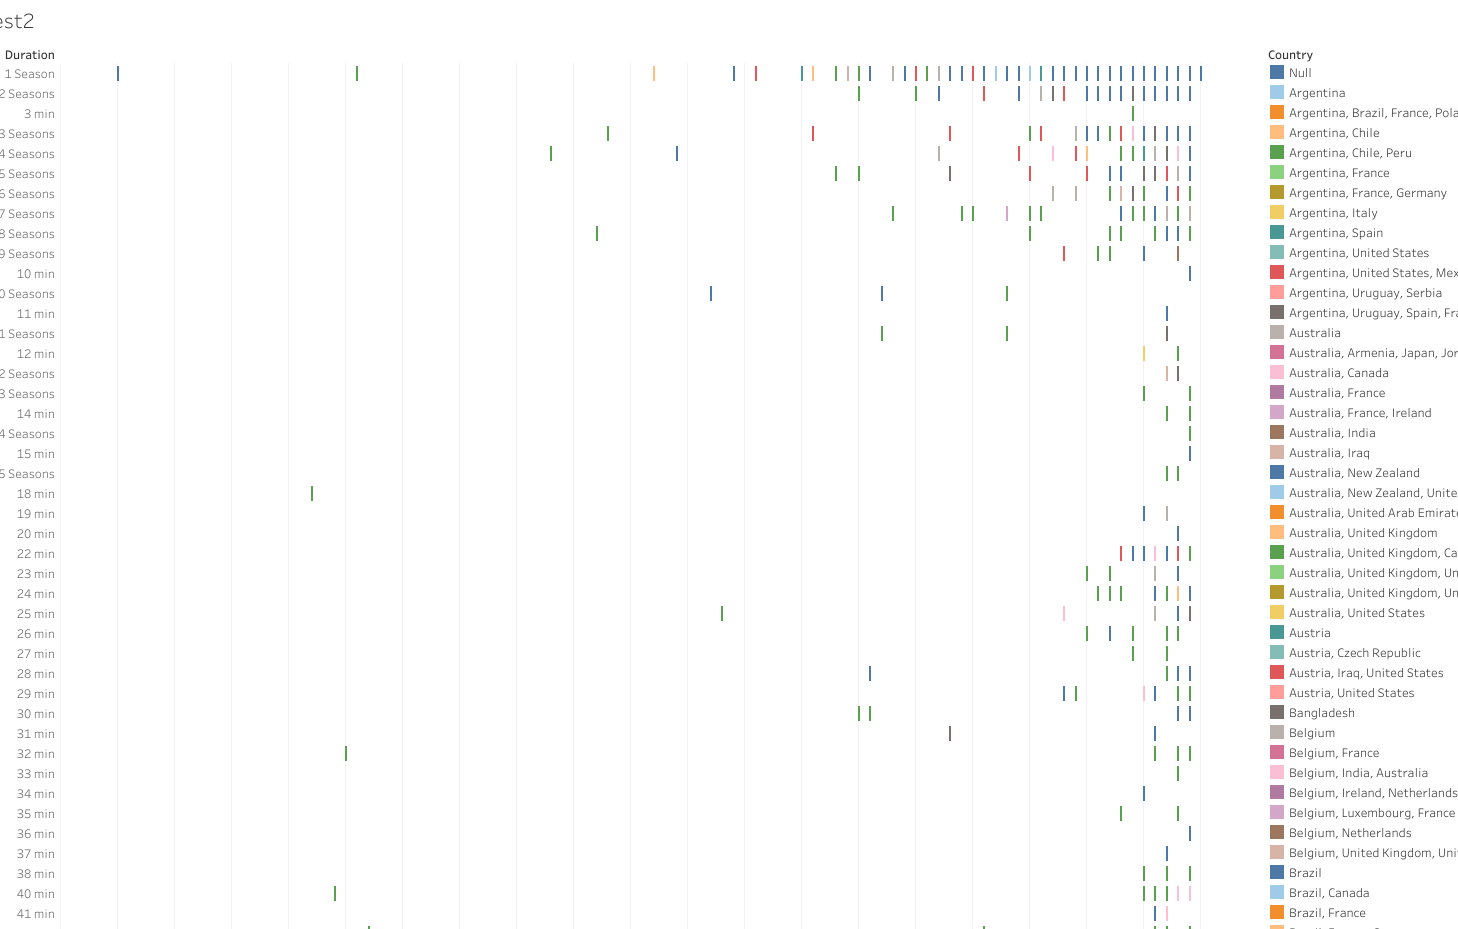 est2
Duration
1 Season
2 Seasons
3 min
3 Seasons
4 Seasons
5 Seasons
6 Seasons
7 Seasons
8 Seasons
9 Seasons
10 min
0 Seasons
11 min
1 Seasons
12 min
2 Seasons
3 Seasons
14 min
4 Seasons
15 min
5 Seasons
18 min
19 min
20 min
22 min
23 min
24 min
25 min
26 min
27 min
28 min
29 min
30 min
31 min
32 min
33 min
34 min
35 min
36 min
37 min
38 min
40 min
41 min
Country
Null
Argentina
Argentina, Brazil, France, Pola
Argentina, Chile
Argentina, Chile, Peru
Argentina, France
Argentina, France, Germany
Argentina, Italy
Argentina, Spain
Argentina, United States
Argentina, United States, Mex
Argentina, Uruguay, Serbia
Argentina, Uruguay, Spain, Fra
Australia
Australia, Armenia, Japan, Jor
Australia, Canada
Australia, France
Australia, France, Ireland
Australia, India
Australia, Iraq
Australia, New Zealand
Australia, New Zealand, Unite
Australia, United Arab Emirate
Australia, United Kingdom
Australia, United Kingdom, Ca
Australia, United Kingdom, Un
Australia, United Kingdom, Un
Australia, United States
Austria
Austria, Czech Republic
Austria, Iraq, United States
Austria, United States
Bangladesh
Belgium
Belgium, France
Belgium, India, Australia
Belgium, Ireland, Netherlands
Belgium, Luxembourg, France
Belgium, Netherlands
Belgium, United Kingdom, Uni
Brazil
Brazil, Canada
Brazil, France